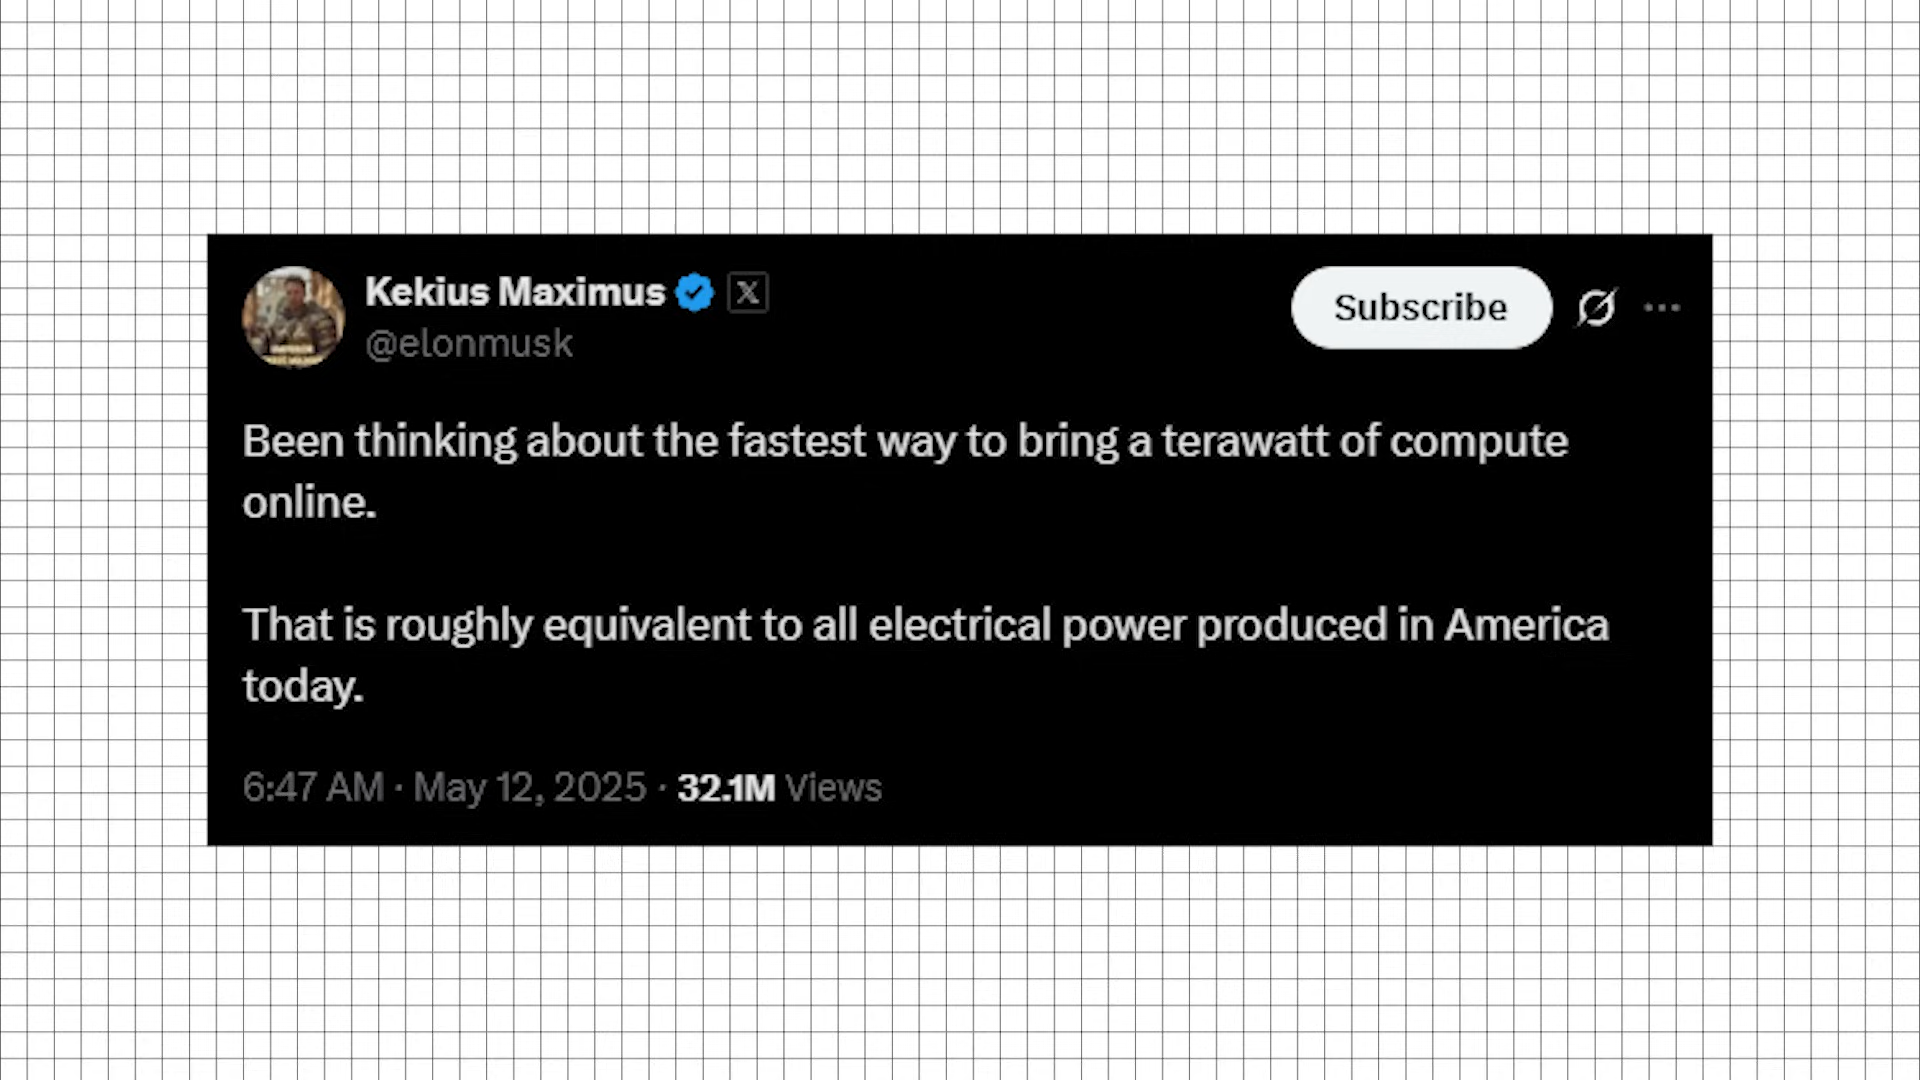 Kekius Maximus
@elonmusk
Subscribe
Been thinking about the fastest way to bring a terawatt of compute
online.
That is roughly equivalent to all electrical power produced in America
today.
6:47 AM · May 12, 2025 · 32.1M Views